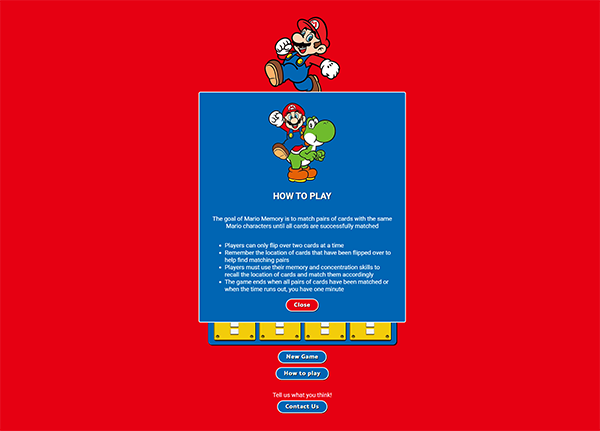 HOW TO PLAY
The goal of Mario Memory is to match pairs of cards with the same
Mario characters until all cards are successfully matched
• Players can only flip over two cards at a time
• Remember the location of cards that have been flipped over to
help find matching pairs
• Players must use their memory and concentration skills to
recall the location of cards and match them accordingly
• The game ends when all pairs of cards have been matched or
when the time runs out, you have one minute
Close
New Game
How to play
Tell us what you think!
Contact Us